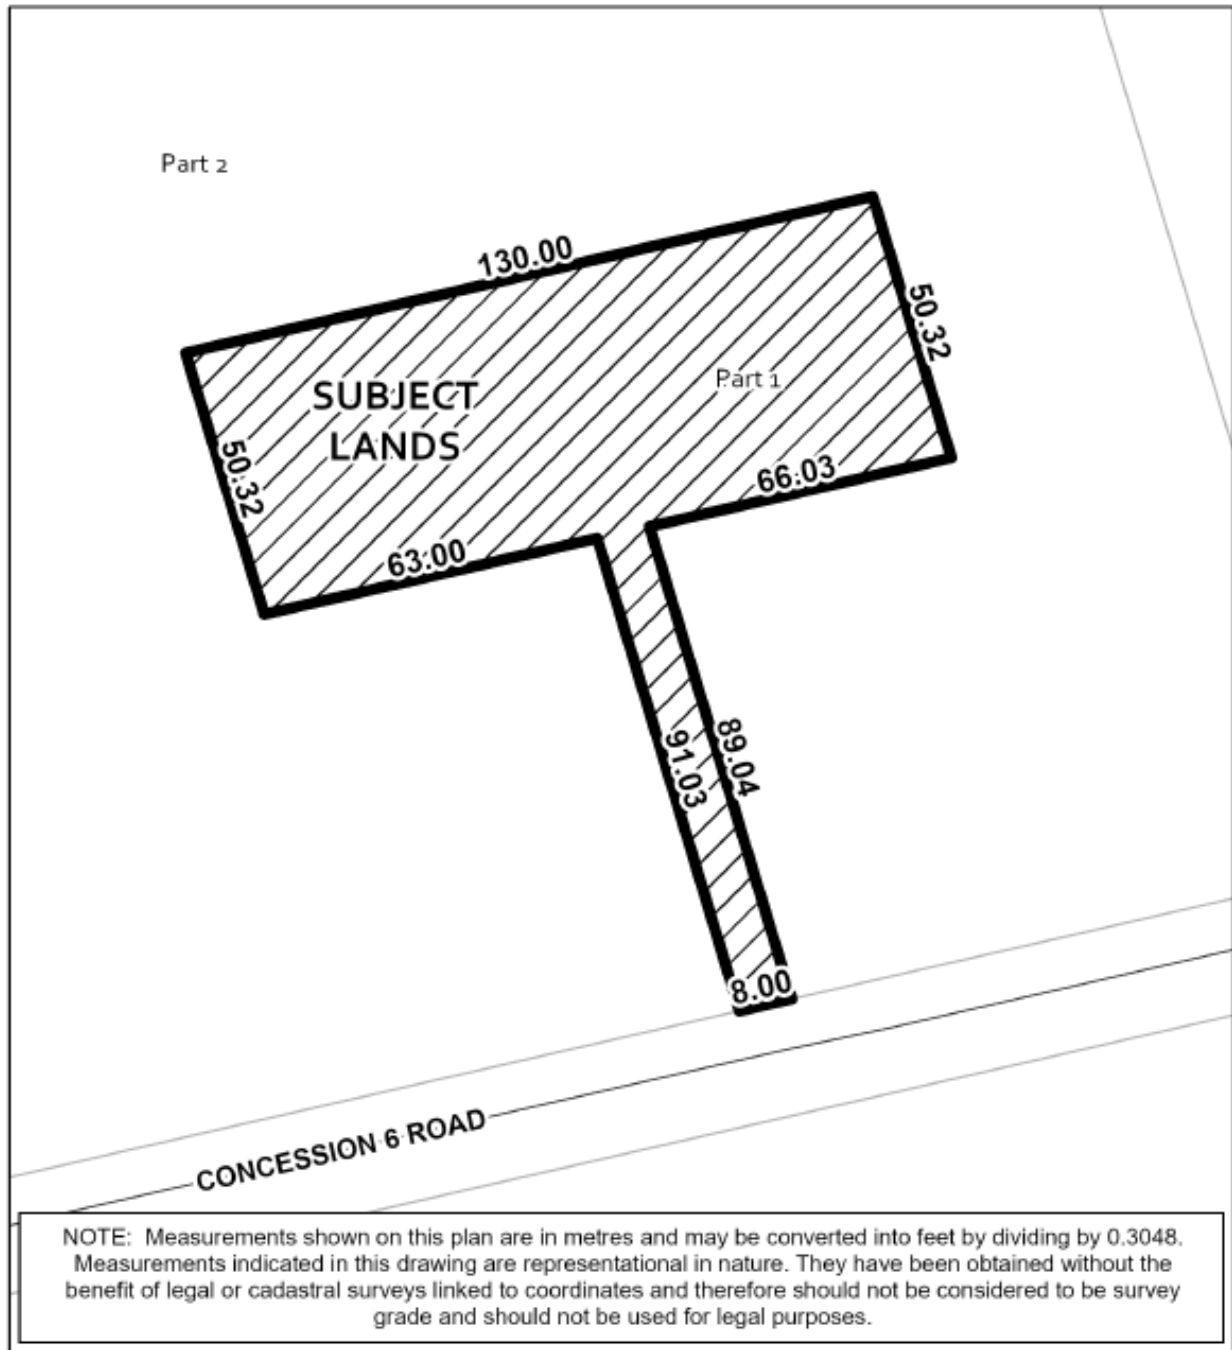 Part 2
130.00
50.32
SUBJECT
LANDS
Part 1
50.32
66.03
63.00
91.03
89.04
8.00
CONCESSION 6 ROAD
NOTE: Measurements shown on this plan are in metres and may be converted into feet by dividing by 0.3048.
Measurements indicated in this drawing are representational in nature. They have been obtained without the
benefit of legal or cadastral surveys linked to coordinates and therefore should not be considered to be survey
grade and should not be used for legal purposes.